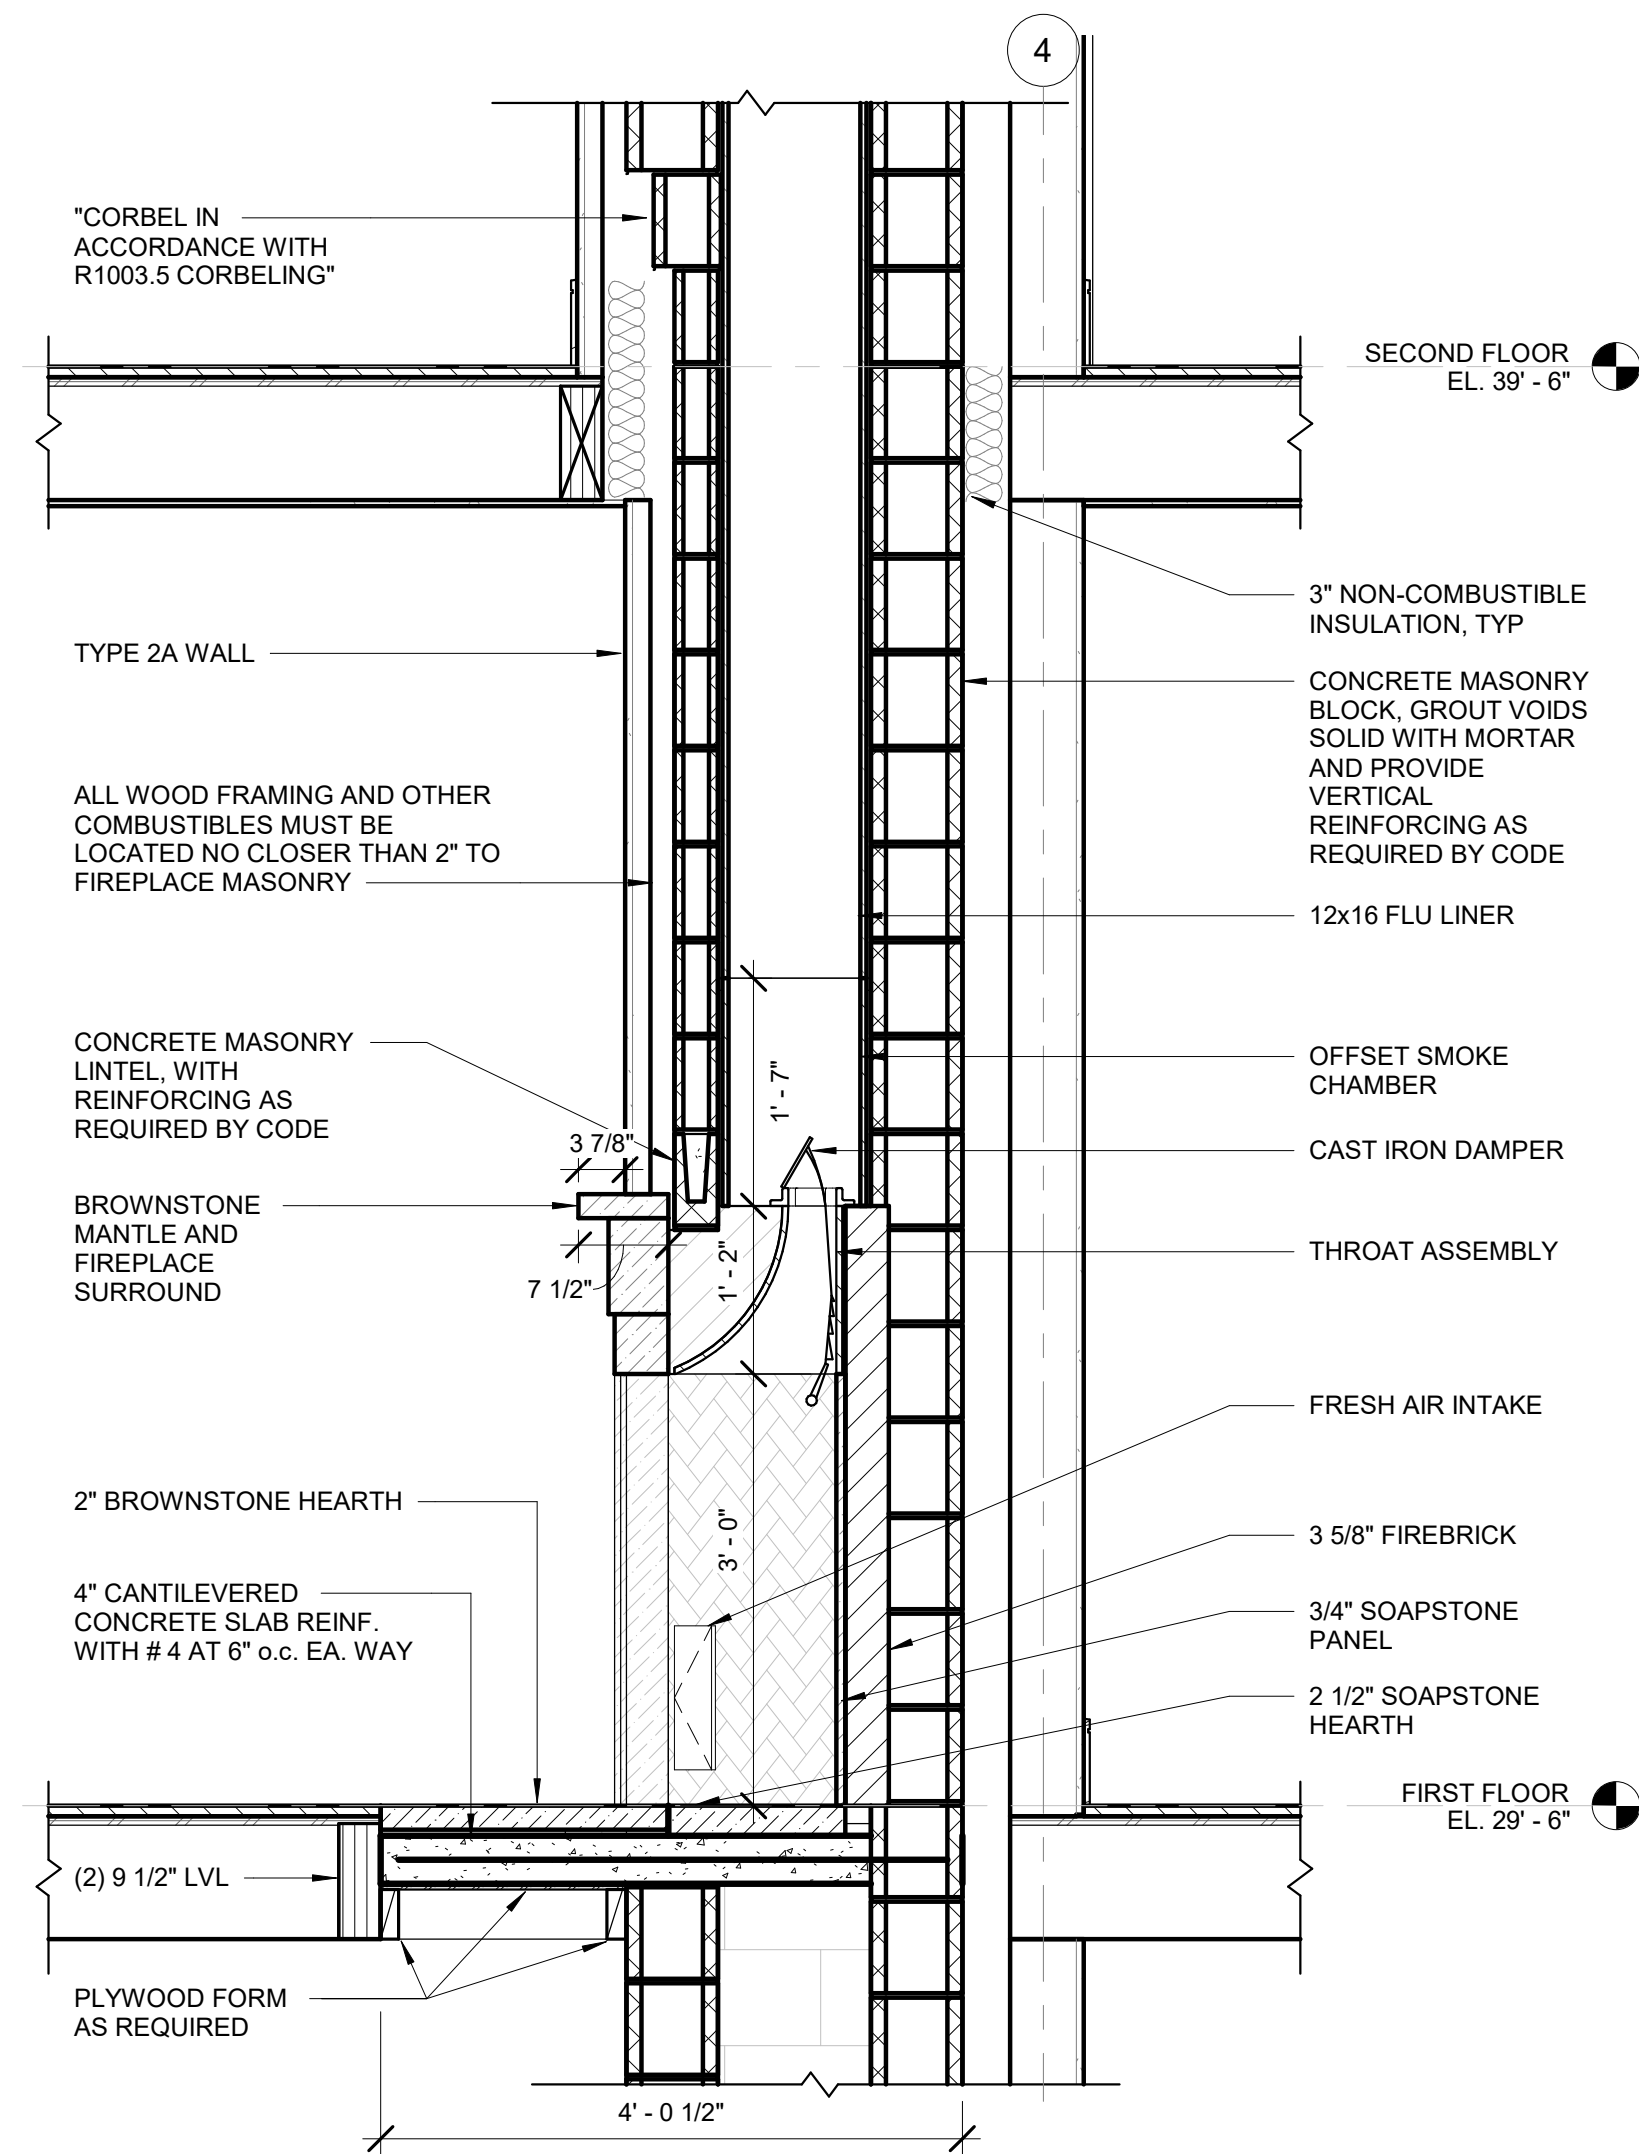 4
"CORBEL IN
ACCORDANCE WITH
R1003.5 CORBELING"
SECOND FLOOR
EL. 39' - 6"
3" NON-COMBUSTIBLE
INSULATION, TYP
TYPE 2A WALL
CONCRETE MASONRY
BLOCK, GROUT VOIDS
SOLID WITH MORTAR
AND PROVIDE
VERTICAL
REINFORCING AS
REQUIRED BY CODE
ALL WOOD FRAMING AND OTHER
COMBUSTIBLES MUST BE
LOCATED NO CLOSER THAN 2" TO
FIREPLACE MASONRY
12x16 FLU LINER
CONCRETE MASONRY
LINTEL, WITH
REINFORCING AS
REQUIRED BY CODE
OFFSET SMOKE
CHAMBER
1' - 7"
3 7/8"
CAST IRON DAMPER
BROWNSTONE
MANTLE AND
FIREPLACE
SURROUND
THROAT ASSEMBLY
1' - 2"
7 1/2"
FRESH AIR INTAKE
2" BROWNSTONE HEARTH
3' - 0"
3 5/8" FIREBRICK
4" CANTILEVERED
CONCRETE SLAB REINF.
WITH # 4 AT 6" o.c. EA. WAY
3/4" SOAPSTONE
PANEL
2 1/2" SOAPSTONE
HEARTH
FIRST FLOOR
EL. 29' - 6"
(2) 9 1/2" LVL
PLYWOOD FORM
AS REQUIRED
4' - 0 1/2"